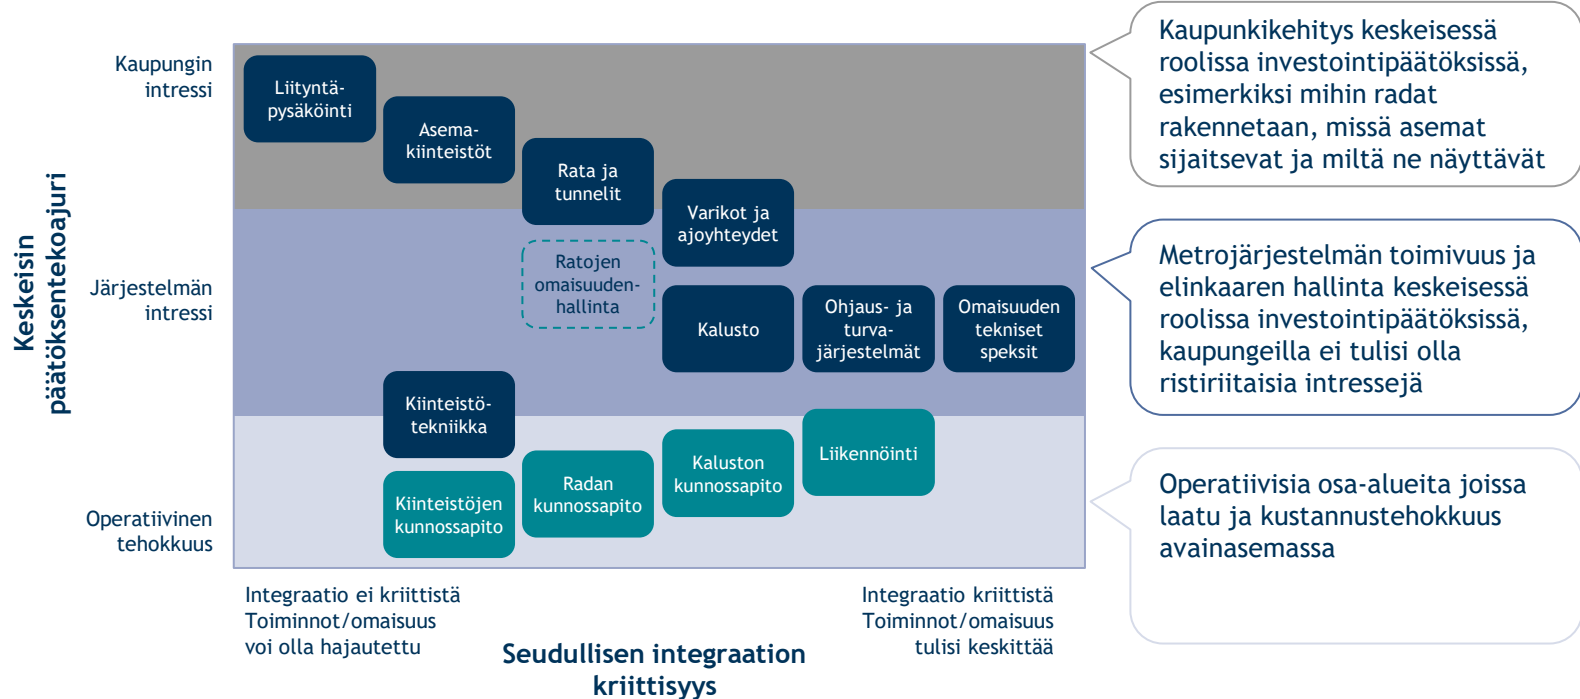 Keskeisin
päätöksentekoajuri
Kaupungin
intressi
Järjestelmän
intressi
Operatiivinen
tehokkuus
Liityntä-
pysäköinti
Asema-
kiinteistöt
Rata ja
tunnelit
Varikot ja
ajoyhteydet
Ratojen
omaisuuden-
hallinta
Kalusto
Ohjaus- ja
turva-
järjestelmät
Omaisuuden
tekniset
speksit
Kiinteistö-
tekniikka
Kiinteistöjen
kunnossapito
Radan
kunnossapito
Kaluston
kunnossapito
Liikennöinti
Integraatio ei kriittistä
Toiminnot/omaisuus
voi olla hajautettu
Seudullisen integraation
kriittisyys
Integraatio kriittistä
Toiminnot/omaisuus
tulisi keskittää
Kaupunkikehitys keskeisessä
roolissa investointipäätöksissä,
esimerkiksi mihin radat
rakennetaan, missä asemat
sijaitsevat ja miltä ne näyttävät
Metrojärjestelmän toimivuus ja
elinkaaren hallinta keskeisessä
roolissa investointipäätöksissä,
kaupungeilla ei tulisi olla
ristiriitaisia intressejä
Operatiivisia osa-alueita joissa
laatu ja kustannustehokkuus
avainasemassa